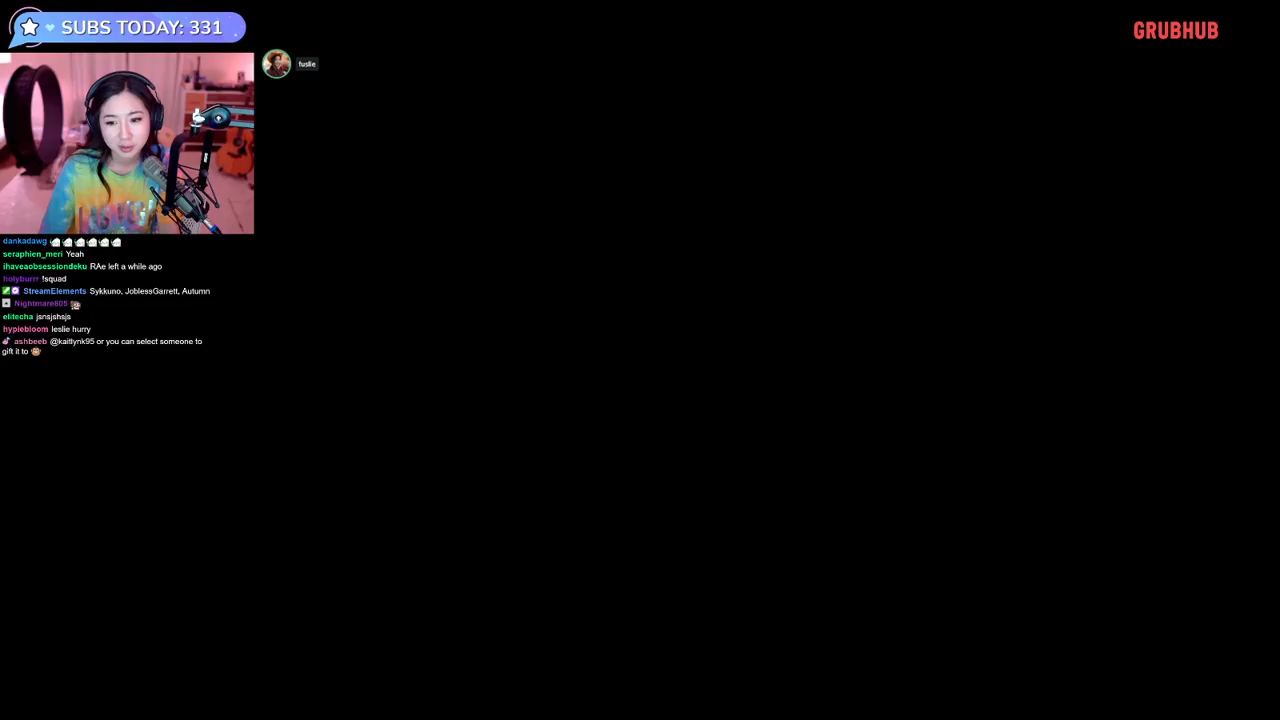 SUBS TODAY: 331
GRUBHUB
fuslie
dankadawg
seraphien_meri Yeah
ihaveaobsessiondeku RAe left a while ago
holyburrr !squad
StreamElements Sykkuno, JoblessGarrett, Autumn
Nightmare605
elitecha jsnsjshsjs
hypiebloom leslie hurry
ashbeeb @kaitlynk95 or you can select someone to
gift it to